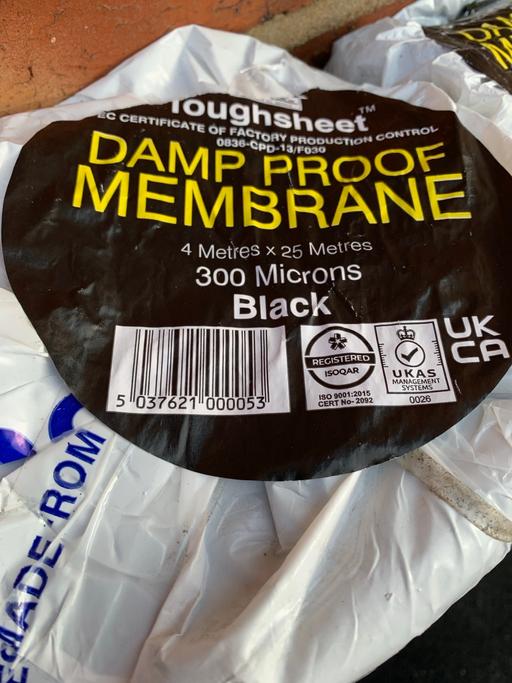 Toughsheet™
EC CERTIFICATE OF FACTORY PRODUCTION CONTROL
0836-CPD-13/F030
DAMP PROOF
MEMBRANE
4 Metres x 25 Metres
300 Microns
Black
5 037621 000053
REGISTERED
ISOQAR
ISO 9001:2015
CERT No- 2092
UKAS
MANAGEMENT
SYSTEMS
0026
UK
CA
MADE FROM